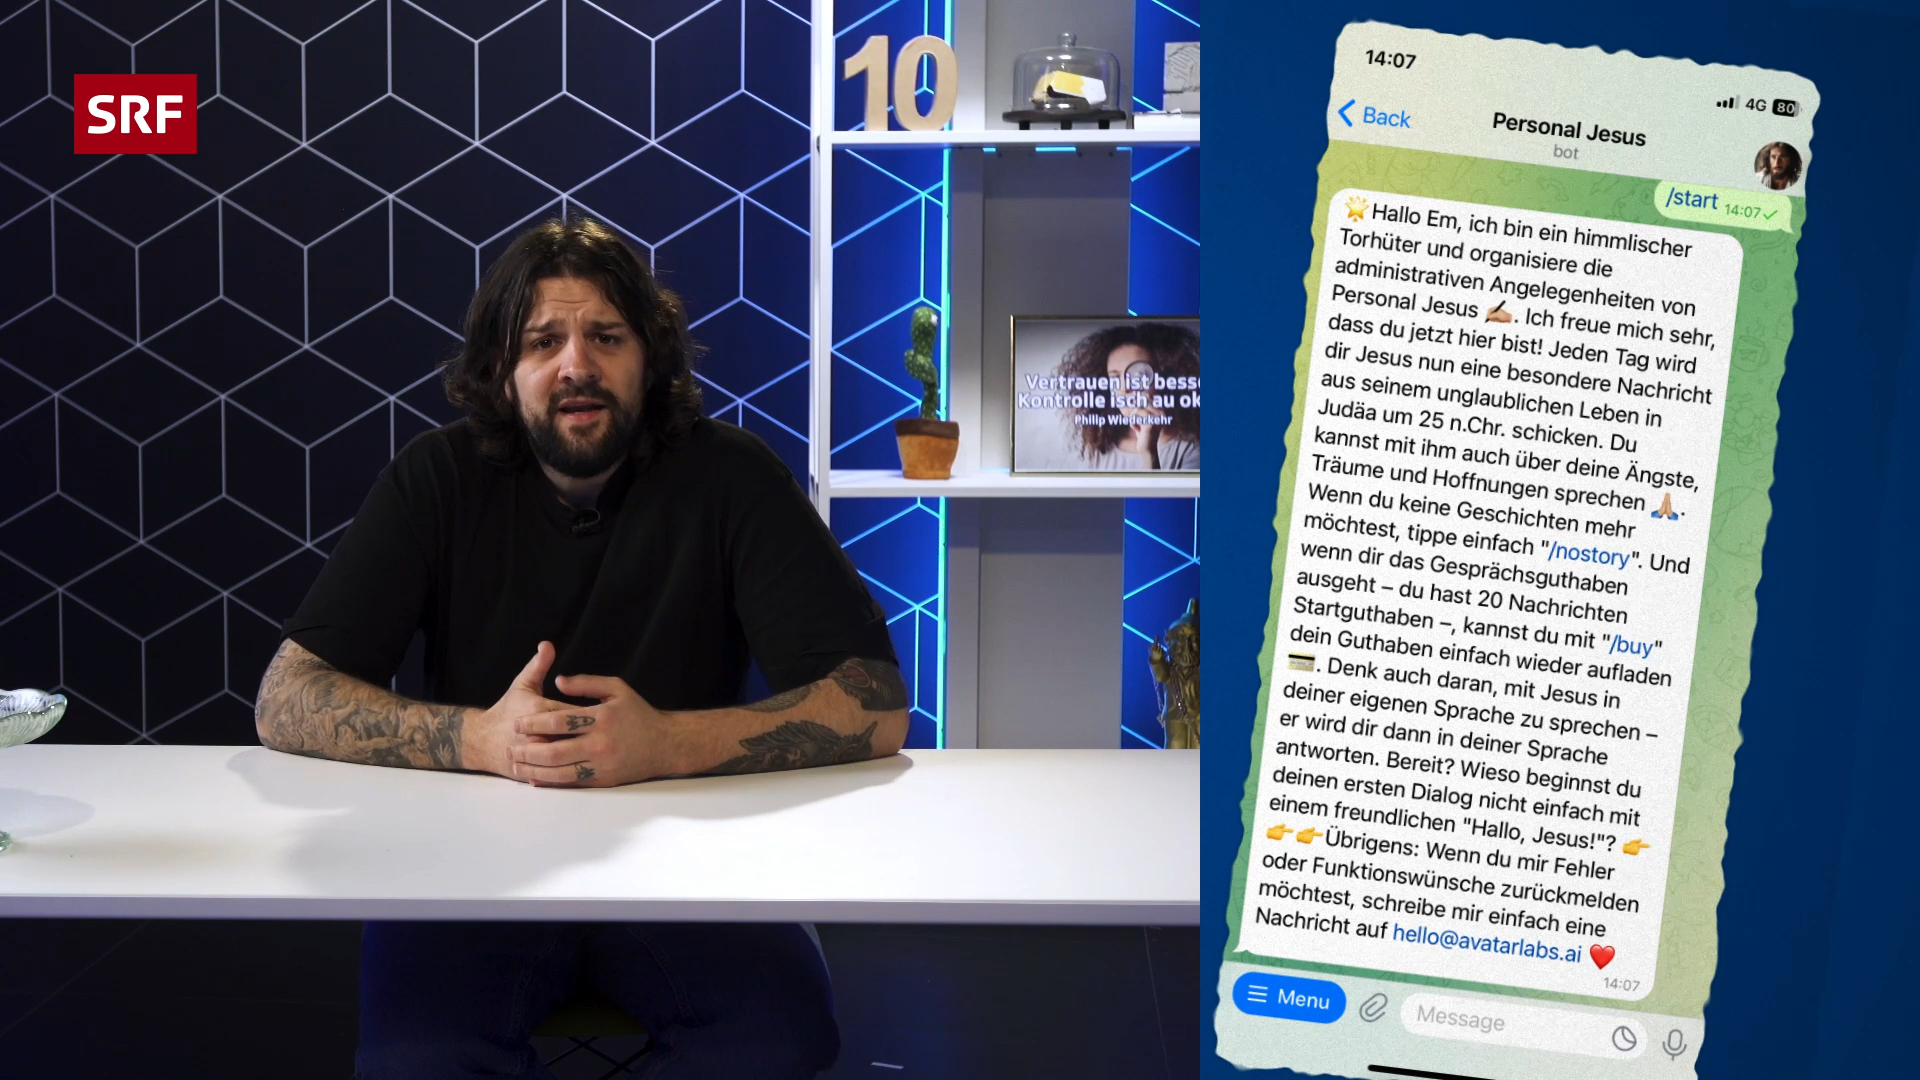 SRF
10
Vertrauen ist
Kontrolle isch au
Philip Wiederkehr
14:07
4G 80
Back
Personal Jesus
bot
/start 14:07
Hallo Em, ich bin ein himmlischer
Torhüter und organisiere die
administrativen Angelegenheiten von
Personal Jesus ✍🏼. Ich freue mich sehr,
dass du jetzt hier bist! Jeden Tag wird
dir Jesus nun eine besondere Nachricht
aus seinem unglaublichen Leben in
Judäa um 25 n.Chr. schicken. Du
kannst mit ihm auch über deine Ängste,
Träume und Hoffnungen sprechen 🙏🏼.
Wenn du keine Geschichten mehr
möchtest, tippe einfach "/nostory". Und
wenn dir das Gesprächsguthaben
ausgeht – du hast 20 Nachrichten
Startguthaben –, kannst du mit "/buy"
dein Guthaben einfach wieder aufladen
💳. Denk auch daran, mit Jesus in
deiner eigenen Sprache zu sprechen –
er wird dir dann in deiner Sprache
antworten. Bereit? Wieso beginnst du
deinen ersten Dialog nicht einfach mit
einem freundlichen "Hallo, Jesus!"? 👉
👉👉Übrigens: Wenn du mir Fehler
oder Funktionswünsche zurückmelden
möchtest, schreibe mir einfach eine
Nachricht auf hello@avatarlabs.ai ❤️
14:07
Menu
Message